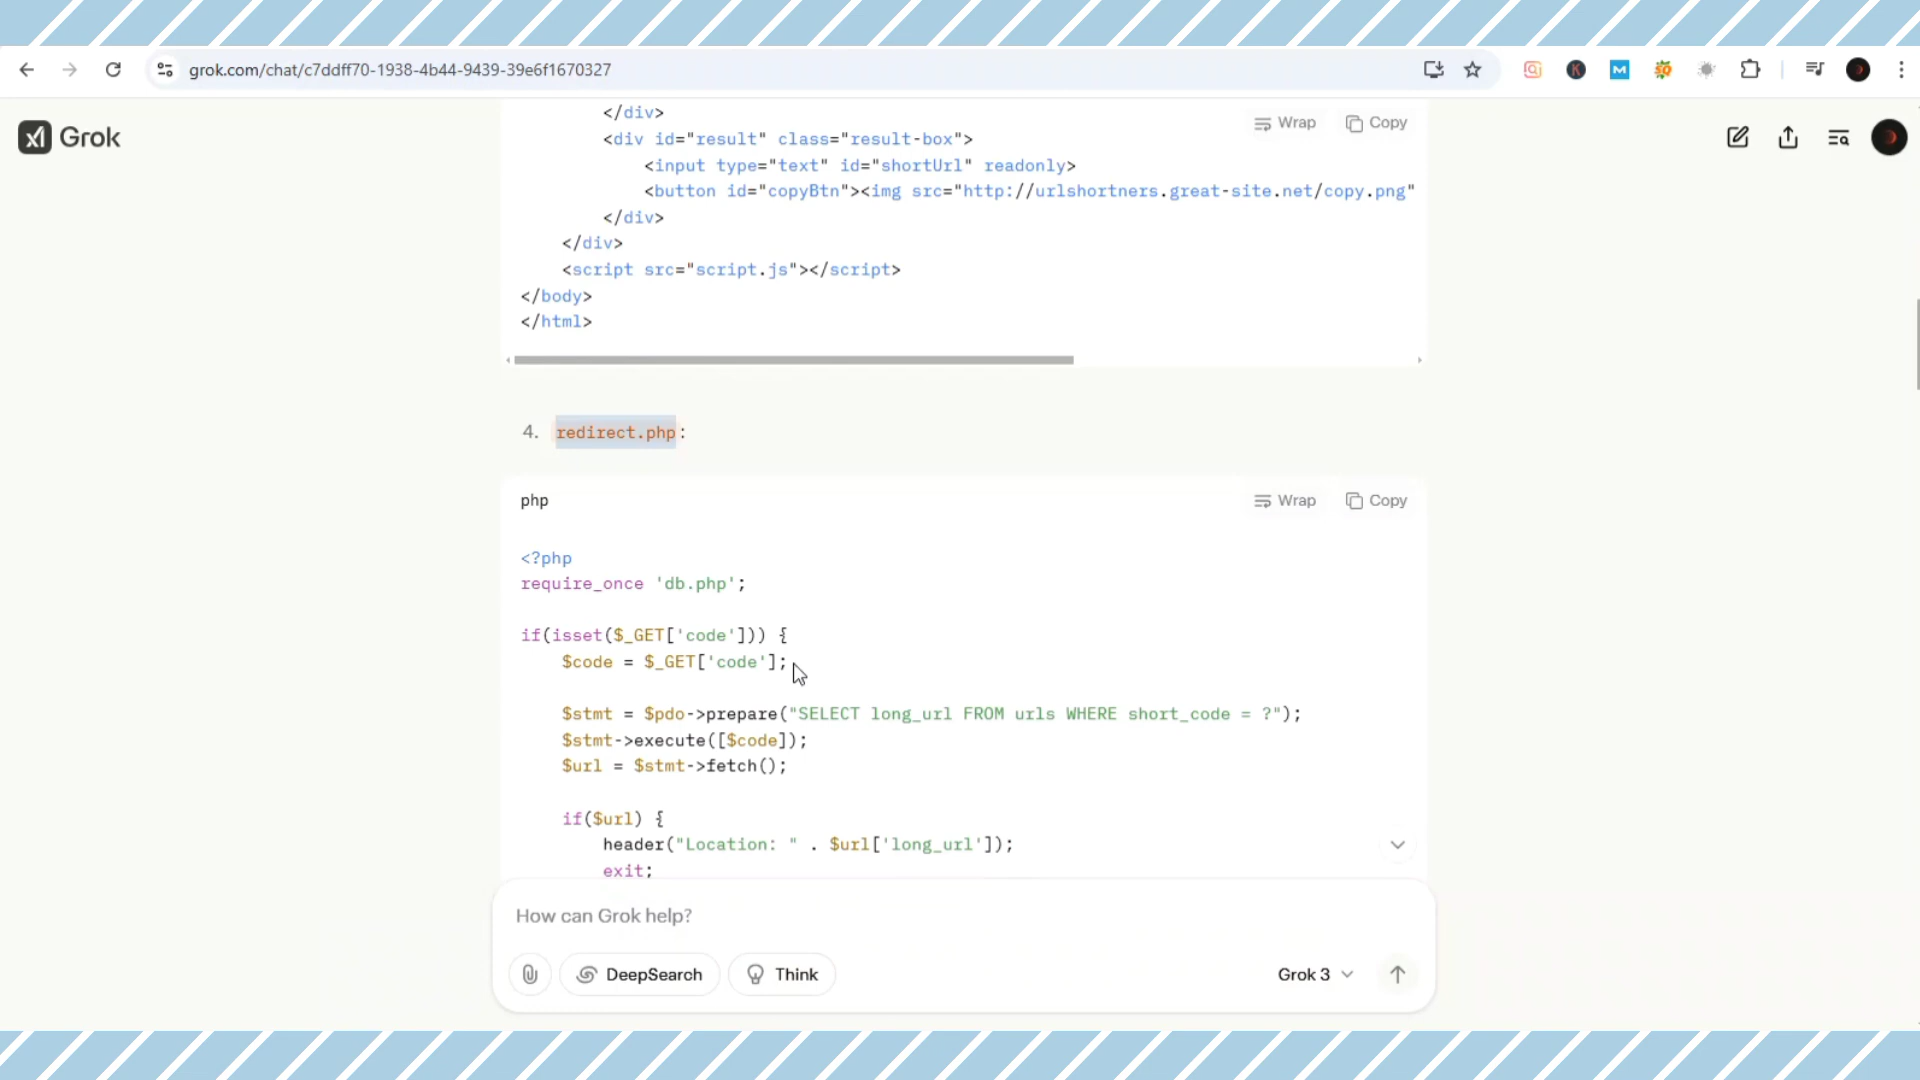 grok.com/chat/c7ddff70-1938-4b44-9439-39e6f1670327
Grok
Wrap Copy
</div>
<div id="result" class="result-box">
<input type="text" id="shortUrl" readonly>
<button id="copyBtn"><img src="http://urlshortners.great-site.net/copy.png"
</div>
</div>
<script src="script.js"></script>
</body>
</html>
4. redirect.php:
php Wrap Copy
<?php
require_once 'db.php';
if(isset($_GET['code'])) {
$code = $_GET['code'];
$stmt = $pdo->prepare("SELECT long_url FROM urls WHERE short_code = ?");
$stmt->execute([$code]);
$url = $stmt->fetch();
if($url) {
header("Location: " . $url['long_url']);
exit;
How can Grok help?
DeepSearch Think Grok 3